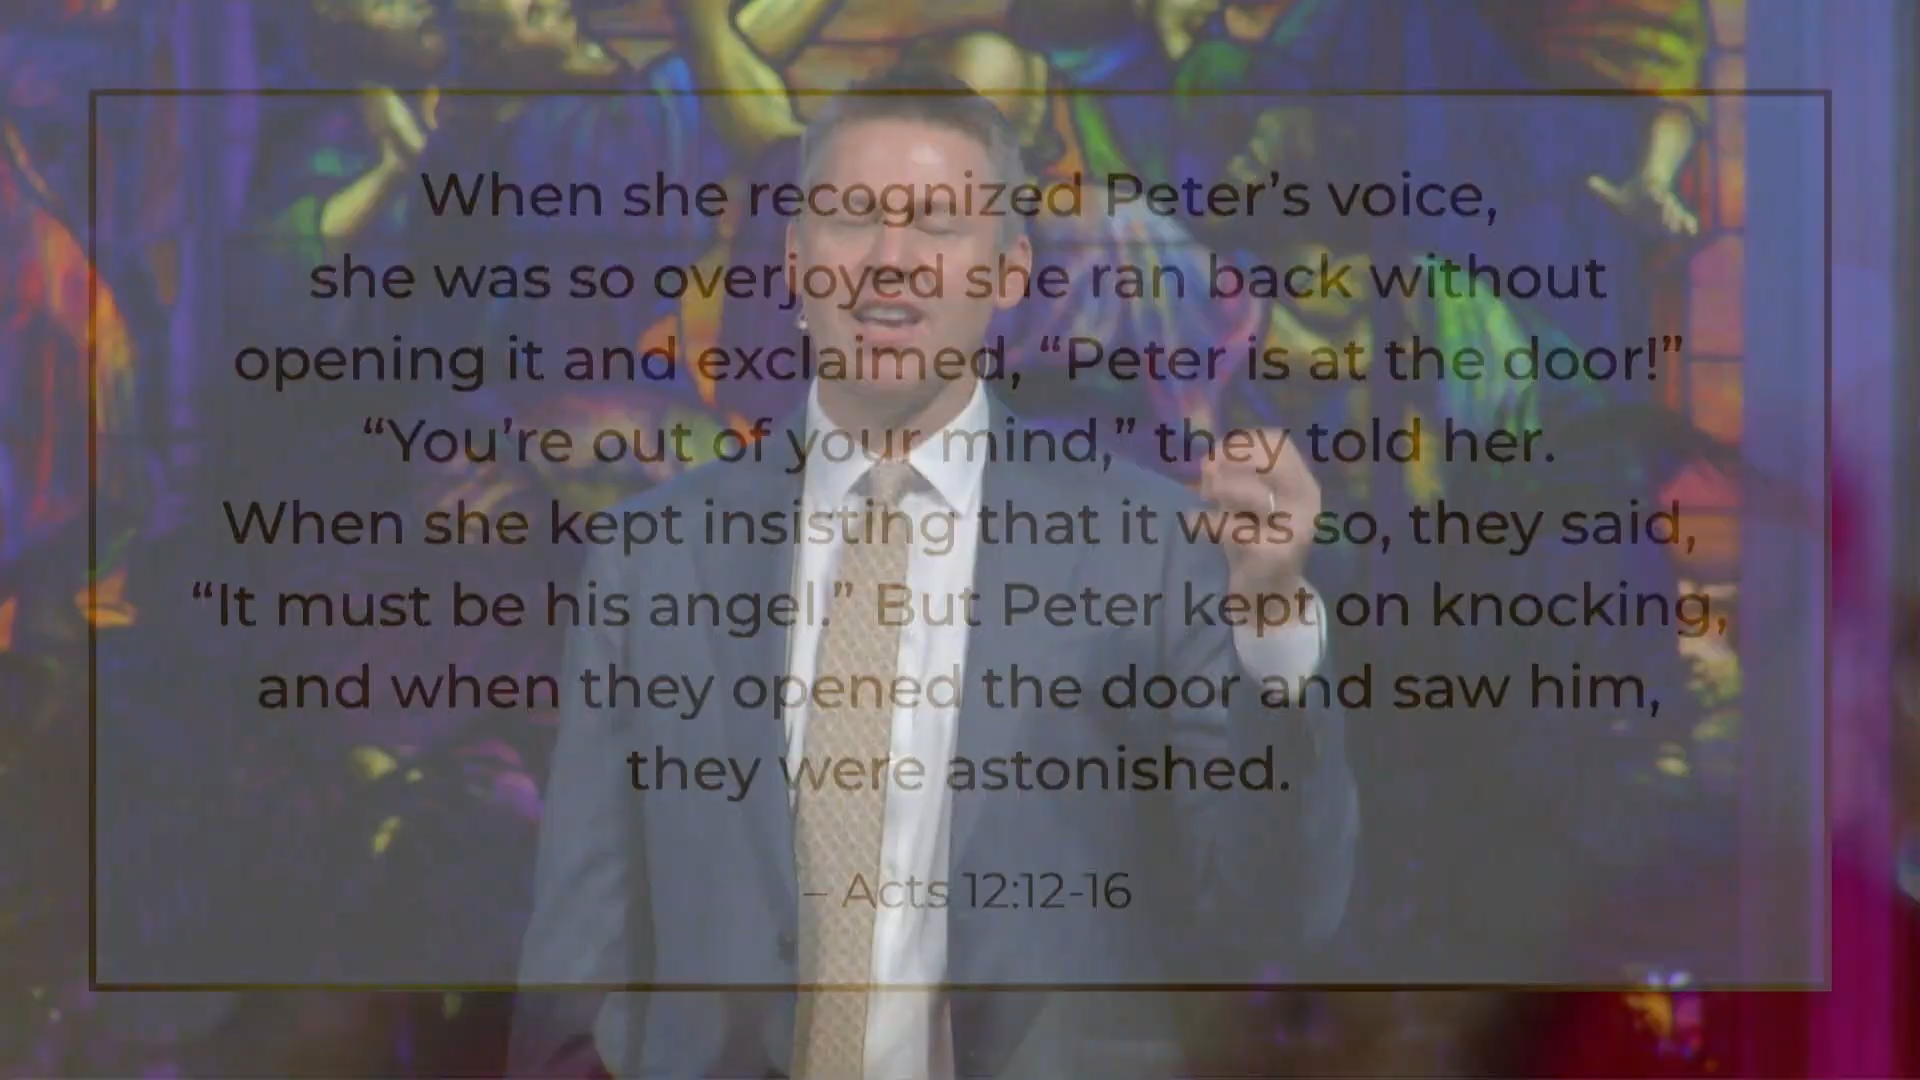 When she recognized Peter’s voice,
she was so overjoyed she ran back without
opening it and exclaimed, “Peter is at the door!”
“You’re out of your mind,” they told her.
When she kept insisting that it was so, they said,
“It must be his angel.” But Peter kept on knocking,
and when they opened the door and saw him,
they were astonished.
– Acts 12:12-16